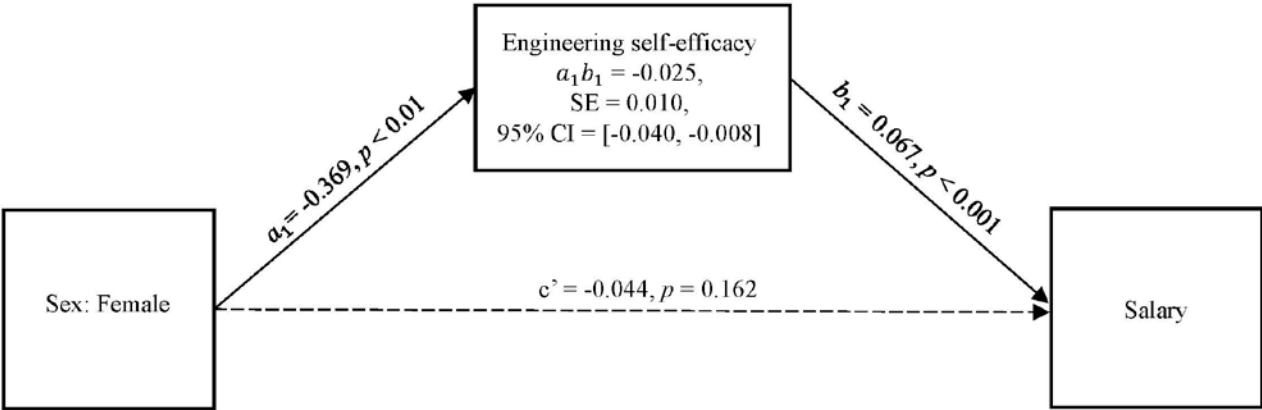 Engineering self-efficacy
a₁b₁ = -0.025,
SE = 0.010,
95% CI = [-0.040, -0.008]
a₁= -0.369, p < 0.01
b₁ = 0.067, p < 0.001
c’ = -0.044, p = 0.162
Sex: Female
Salary